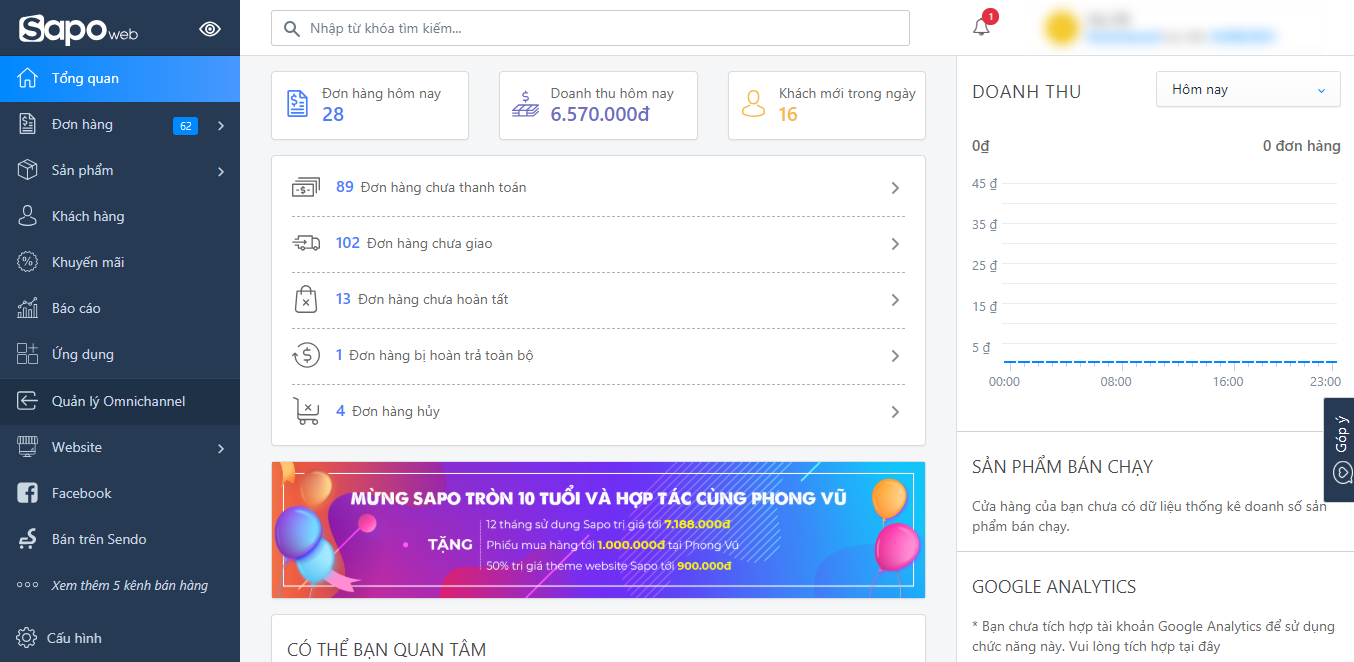 Sapo web
Nhập từ khóa tìm kiếm...
1
Tổng quan
Đơn hàng 62
Sản phẩm
Khách hàng
Khuyến mãi
Báo cáo
Ứng dụng
Quản lý Omnichannel
Website
Facebook
Bán trên Sendo
Xem thêm 5 kênh bán hàng
Cấu hình
Đơn hàng hôm nay
28
Doanh thu hôm nay
6.570.000đ
Khách mới trong ngày
16
89 Đơn hàng chưa thanh toán
102 Đơn hàng chưa giao
13 Đơn hàng chưa hoàn tất
1 Đơn hàng bị hoàn trả toàn bộ
4 Đơn hàng hủy
MỪNG SAPO TRÒN 10 TUỔI VÀ HỢP TÁC CÙNG PHONG VŨ
TẶNG
12 tháng sử dụng Sapo trị giá tới 7.188.000đ
Phiếu mua hàng tới 1.000.000đ tại Phong Vũ
50% trị giá theme website Sapo tới 900.000đ
CÓ THỂ BẠN QUAN TÂM
DOANH THU
Hôm nay
0₫
0 đơn hàng
45 ₫
35 ₫
25 ₫
15 ₫
5 ₫
00:00 08:00 16:00 23:00
Góp ý
SẢN PHẨM BÁN CHẠY
Cửa hàng của bạn chưa có dữ liệu thống kê doanh số sản
phẩm bán chạy.
GOOGLE ANALYTICS
* Bạn chưa tích hợp tài khoản Google Analytics để sử dụng
chức năng này. Vui lòng tích hợp tại đây